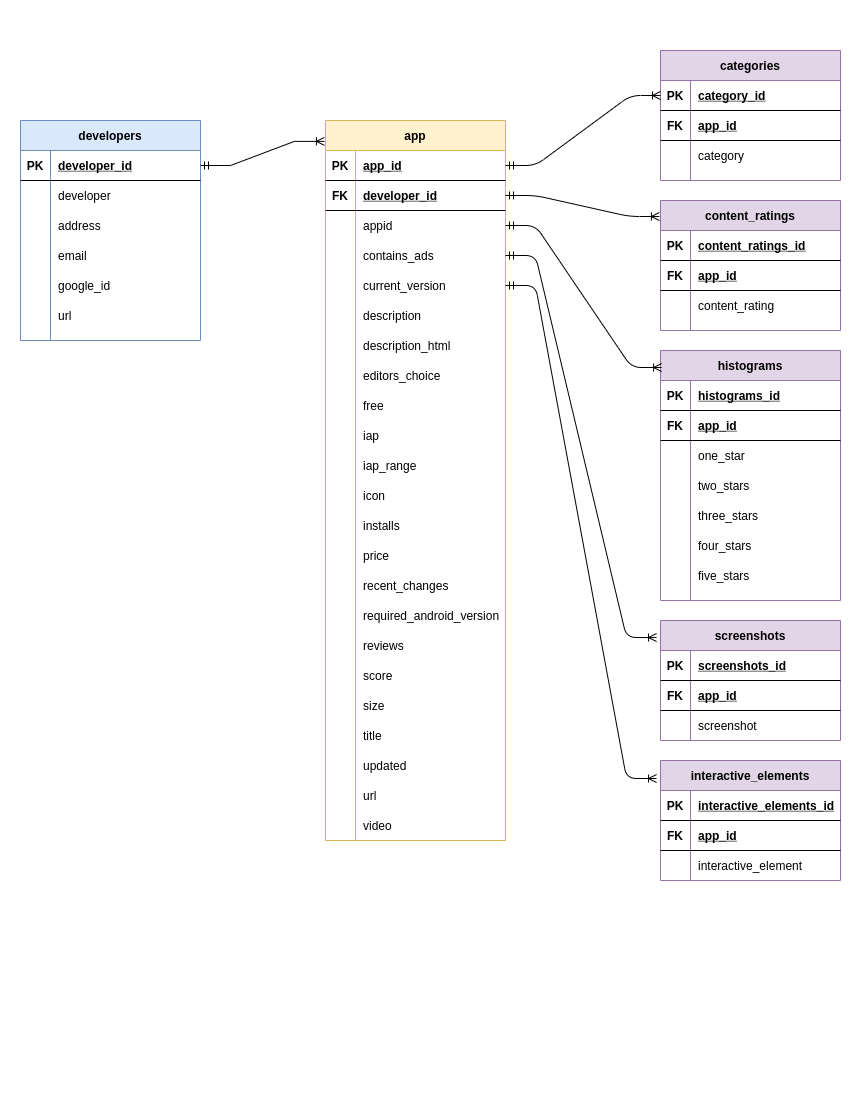 developers
PK developer_id
developer
address
email
google_id
url
app
PK app_id
FK developer_id
appid
contains_ads
current_version
description
description_html
editors_choice
free
iap
iap_range
icon
installs
price
recent_changes
required_android_version
reviews
score
size
title
updated
url
video
categories
PK category_id
FK app_id
category
content_ratings
PK content_ratings_id
FK app_id
content_rating
histograms
PK histograms_id
FK app_id
one_star
two_stars
three_stars
four_stars
five_stars
screenshots
PK screenshots_id
FK app_id
screenshot
interactive_elements
PK interactive_elements_id
FK app_id
interactive_element